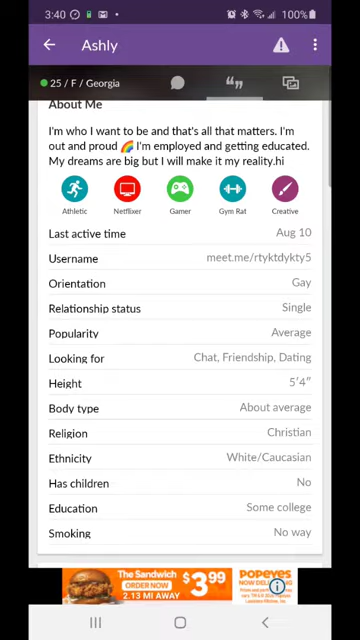 3:40
100%
Ashly
25 / F / Georgia
About Me
I'm who I want to be and that's all that matters. I'm
out and proud 🌈 I'm employed and getting educated.
My dreams are big but I will make it my reality.hi
Athletic Netflixer Gamer Gym Rat Creative
Last active time Aug 10
Username meet.me/rtyktdykty5
Orientation Gay
Relationship status Single
Popularity Average
Looking for Chat, Friendship, Dating
Height 5'4"
Body type About average
Religion Christian
Ethnicity White/Caucasian
Has children No
Education Some college
Smoking No way
The Sandwich
ORDER NOW
2.13 MI AWAY
$3.99
POPEYES